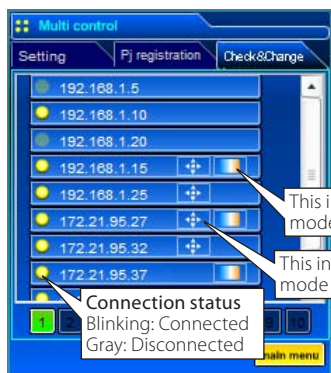 Multi control
Setting
Pj registration
Check&Change
192.168.1.5
192.168.1.10
192.168.1.20
192.168.1.15
192.168.1.25
172.21.95.27
172.21.95.32
172.21.95.37
This i
mode
This in
mode
Connection status
Blinking: Connected
Gray: Disconnected
1
2
9
10
main menu